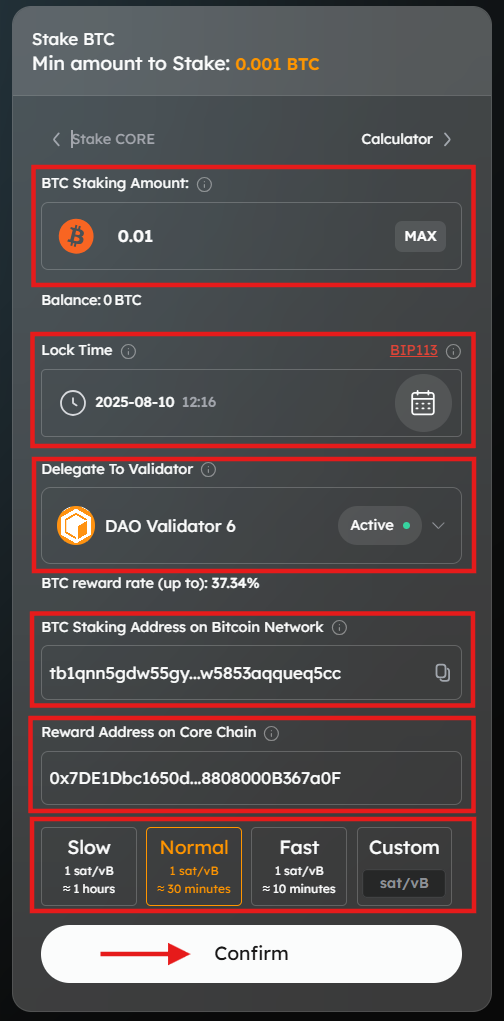 Stake BTC
Min amount to Stake: 0.001 BTC
Stake CORE
Calculator
BTC Staking Amount:
0.01
MAX
Balance: 0 BTC
Lock Time
BIP113
2025-08-10 12:16
Delegate To Validator
DAO Validator 6
Active
BTC reward rate (up to): 37.34%
BTC Staking Address on Bitcoin Network
tb1qnn5gdw55gy...w5853aqqueq5cc
Reward Address on Core Chain
0x7DE1Dbc1650d...8808000B367a0F
Slow
1 sat/vB
≈ 1 hours
Normal
1 sat/vB
≈ 30 minutes
Fast
1 sat/vB
≈ 10 minutes
Custom
sat/vB
Confirm